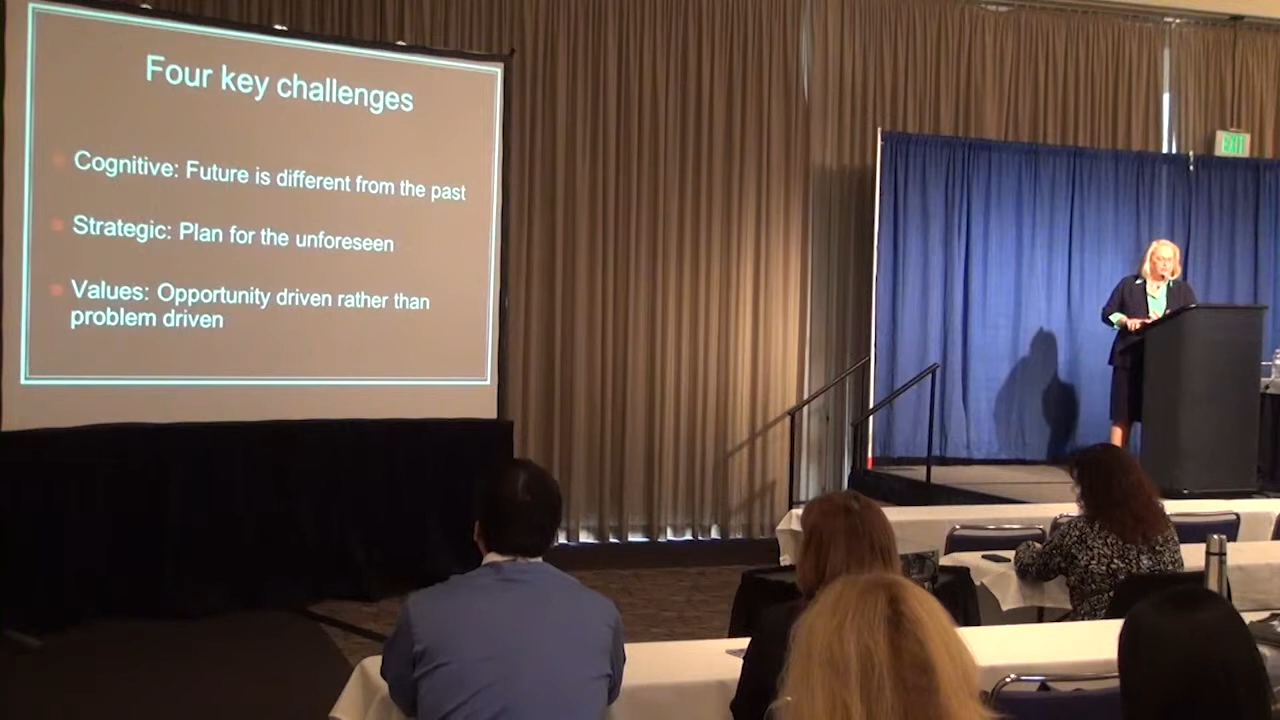 Four key challenges
Cognitive: Future is different from the past
Strategic: Plan for the unforeseen
Values: Opportunity driven rather than
problem driven
EXIT